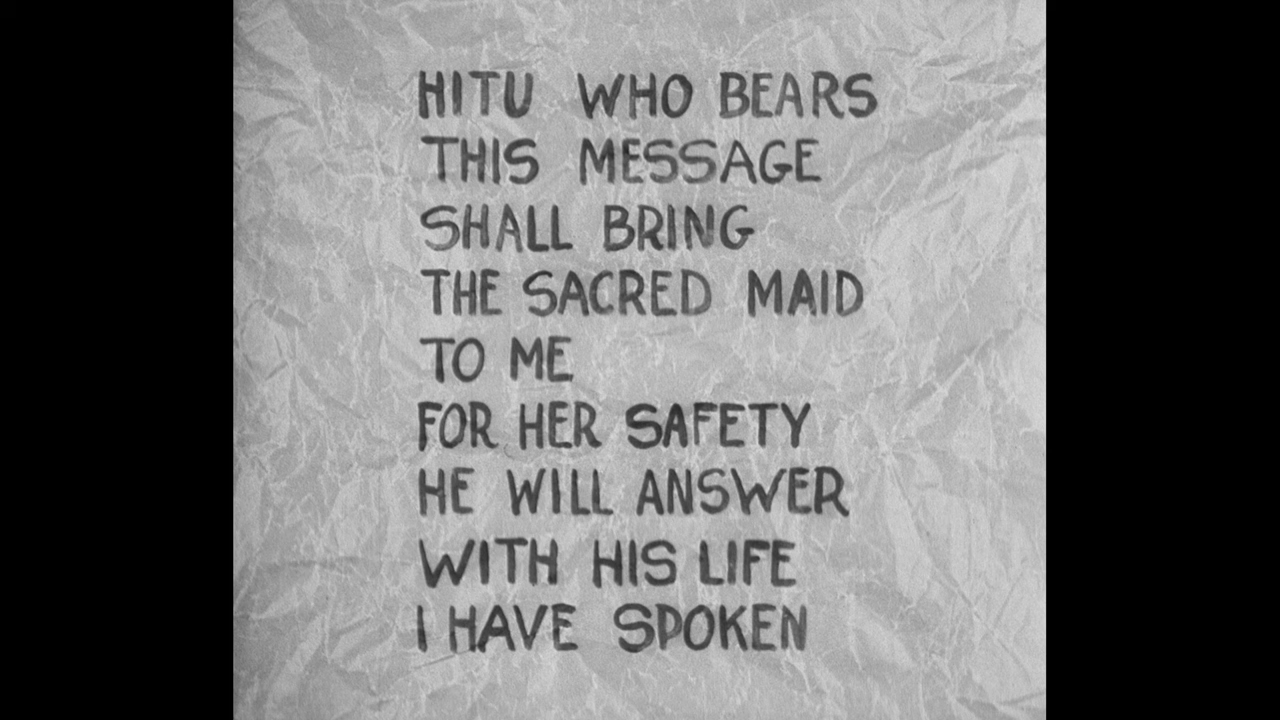 HITU WHO BEARS
THIS MESSAGE
SHALL BRING
THE SACRED MAID
TO ME
FOR HER SAFETY
HE WILL ANSWER
WITH HIS LIFE
I HAVE SPOKEN